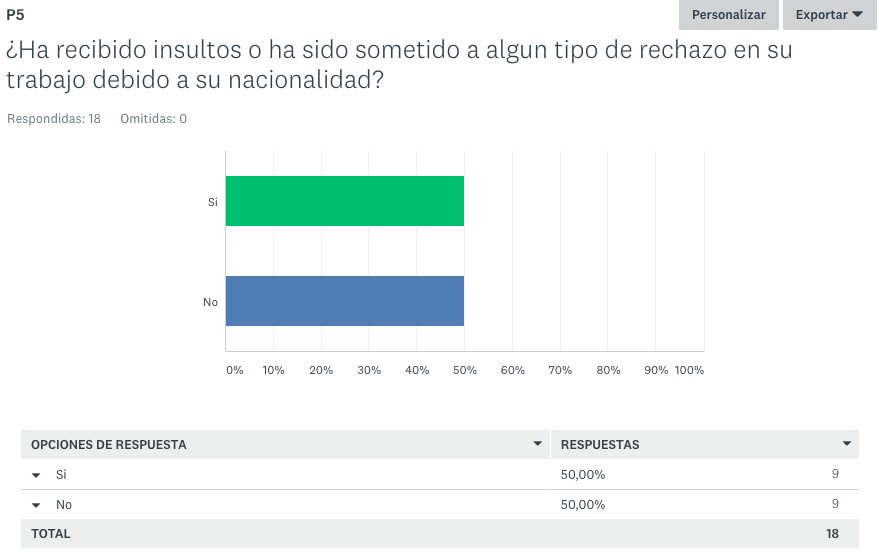 P5
Personalizar
Exportar
¿Ha recibido insultos o ha sido sometido a algun tipo de rechazo en su
trabajo debido a su nacionalidad?
Respondidas: 18 Omitidas: 0
Si
No
0% 10% 20% 30% 40% 50% 60% 70% 80% 90% 100%
OPCIONES DE RESPUESTA RESPUESTAS
Si 50,00% 9
No 50,00% 9
TOTAL 18